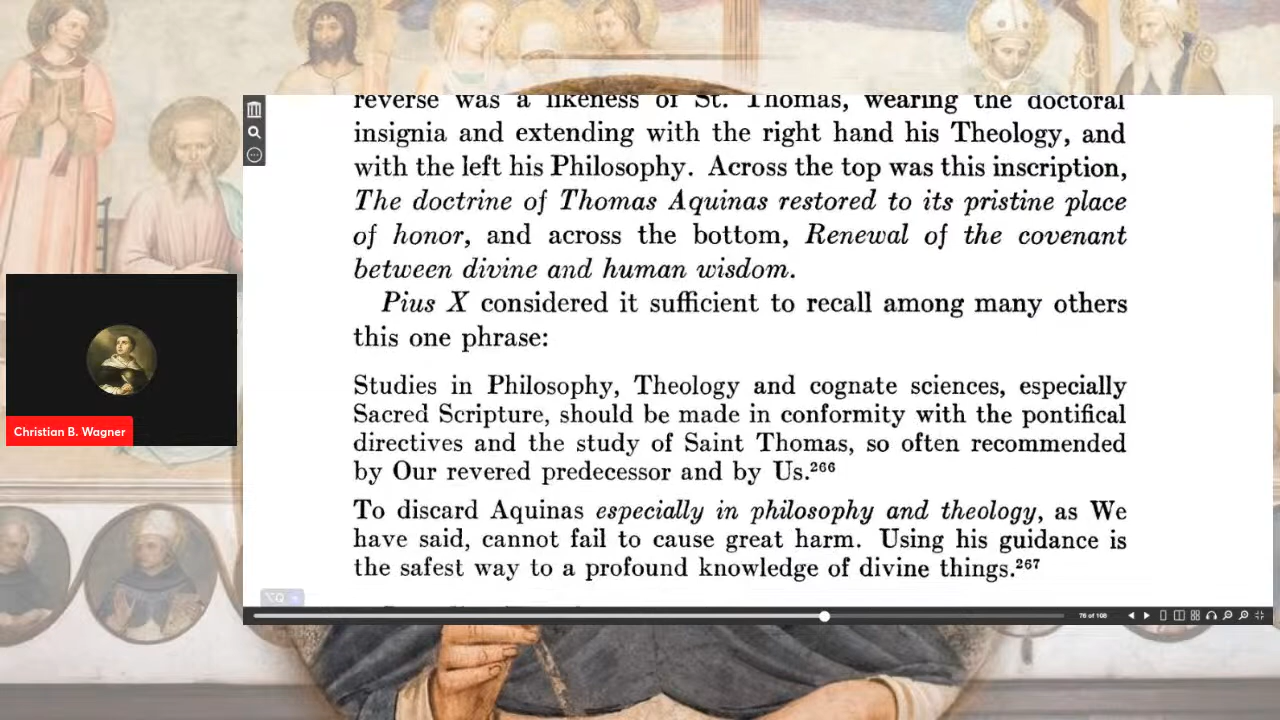 reverse was a likeness of St. Thomas, wearing the doctoral
insignia and extending with the right hand his Theology, and
with the left his Philosophy. Across the top was this inscription,
The doctrine of Thomas Aquinas restored to its pristine place
of honor, and across the bottom, Renewal of the covenant
between divine and human wisdom.
Pius X considered it sufficient to recall among many others
this one phrase:
Studies in Philosophy, Theology and cognate sciences, especially
Sacred Scripture, should be made in conformity with the pontifical
directives and the study of Saint Thomas, so often recommended
by Our revered predecessor and by Us.²⁶⁶
To discard Aquinas especially in philosophy and theology, as We
have said, cannot fail to cause great harm. Using his guidance is
the safest way to a profound knowledge of divine things.²⁶⁷
Christian B. Wagner
76 of 108